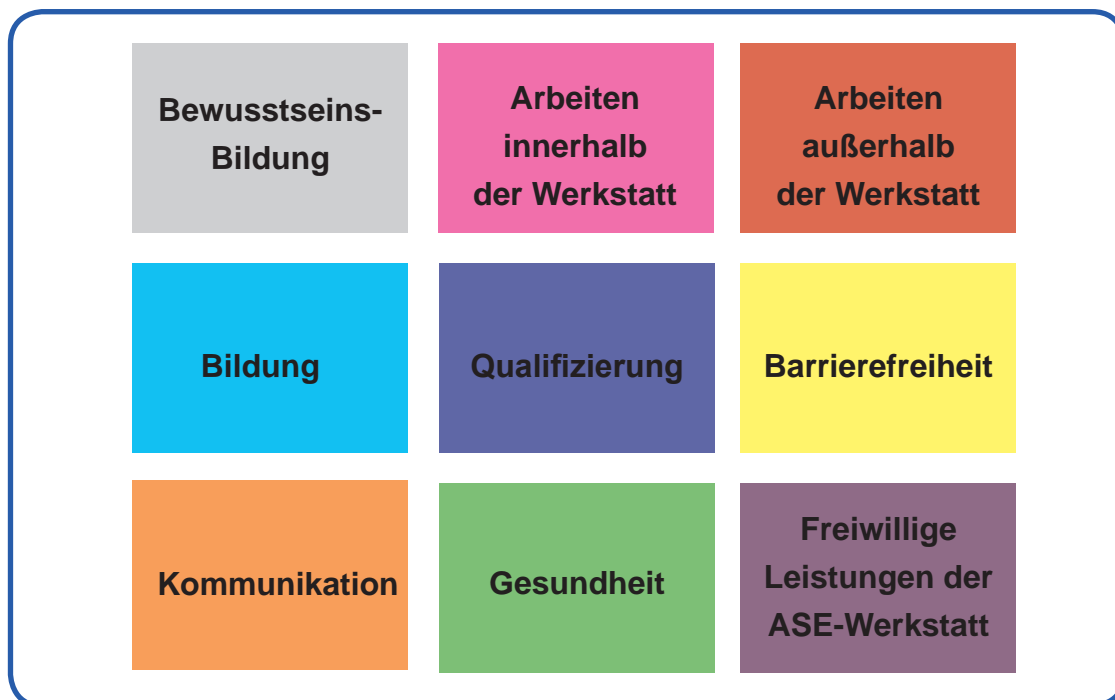 Bewusstseins-
Bildung
Arbeiten
innerhalb
der Werkstatt
Arbeiten
außerhalb
der Werkstatt
Bildung
Qualifizierung
Barrierefreiheit
Kommunikation
Gesundheit
Freiwillige
Leistungen der
ASE-Werkstatt